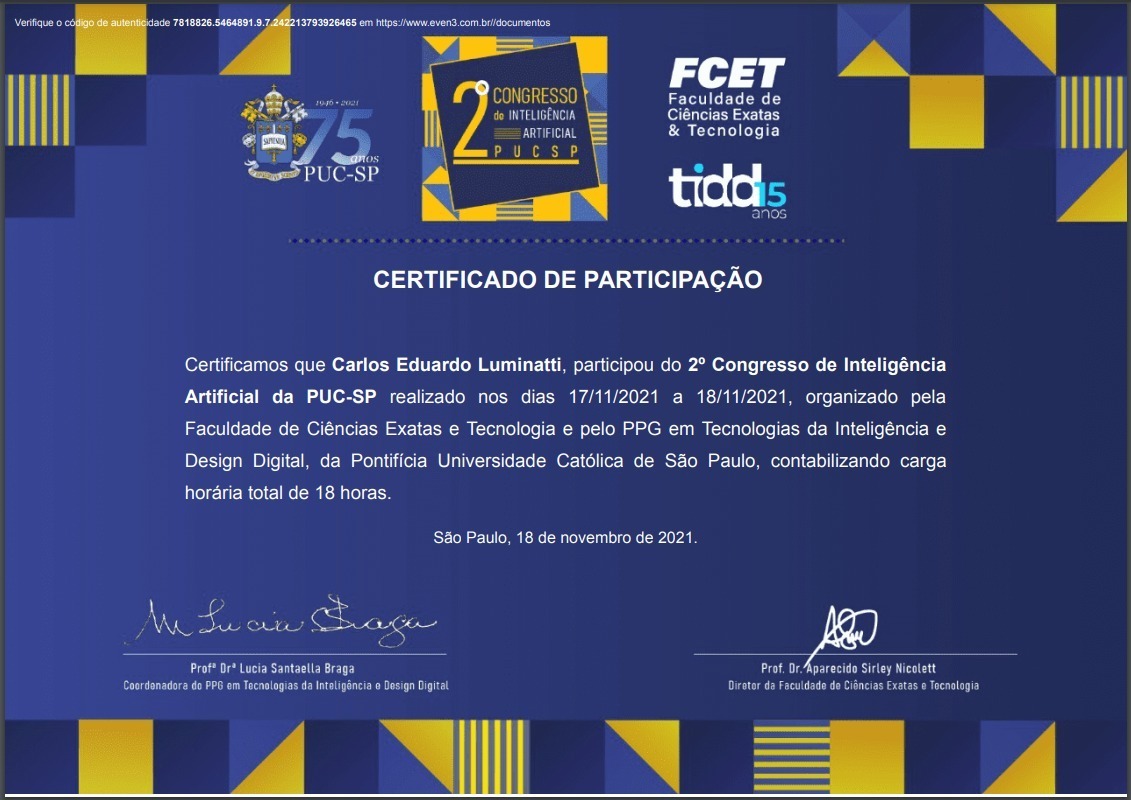 Verifique o código de autenticidade 7818826.5464891.9.7.242213793926465 em https://www.even3.com.br//documentos
1946 • 2021
75
anos
PUC-SP
SAPIENTIA
2º CONGRESSO
de INTELIGÊNCIA
ARTIFICIAL
PUCSP
FCET
Faculdade de
Ciências Exatas
& Tecnologia
tidd15
anos
CERTIFICADO DE PARTICIPAÇÃO
Certificamos que Carlos Eduardo Luminatti, participou do 2º Congresso de Inteligência
Artificial da PUC-SP realizado nos dias 17/11/2021 a 18/11/2021, organizado pela
Faculdade de Ciências Exatas e Tecnologia e pelo PPG em Tecnologias da Inteligência e
Design Digital, da Pontifícia Universidade Católica de São Paulo, contabilizando carga
horária total de 18 horas.
São Paulo, 18 de novembro de 2021.
M Lucia S Braga
Profª Drª Lucia Santaella Braga
Coordenadora do PPG em Tecnologias da Inteligência e Design Digital
Prof. Dr. Aparecido Sirley Nicolett
Diretor da Faculdade de Ciências Exatas e Tecnologia